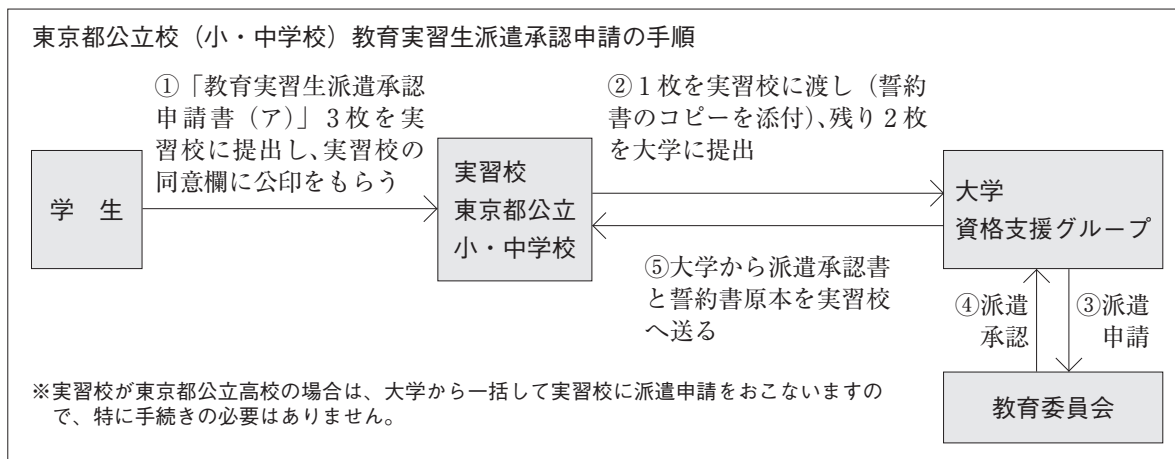 東京都公立校（小・中学校）教育実習生派遣承認申請の手順
①「教育実習生派遣承認
申請書（ア）」３枚を実
習校に提出し、実習校の
同意欄に公印をもらう
②１枚を実習校に渡し（誓約
書のコピーを添付）、残り２枚
を大学に提出
学　生
実習校
東京都公立
小・中学校
大学
資格支援グループ
⑤大学から派遣承認書
と誓約書原本を実習校
へ送る
④派遣
承認
③派遣
申請
教育委員会
※実習校が東京都公立高校の場合は、大学から一括して実習校に派遣申請をおこないますの
で、特に手続きの必要はありません。